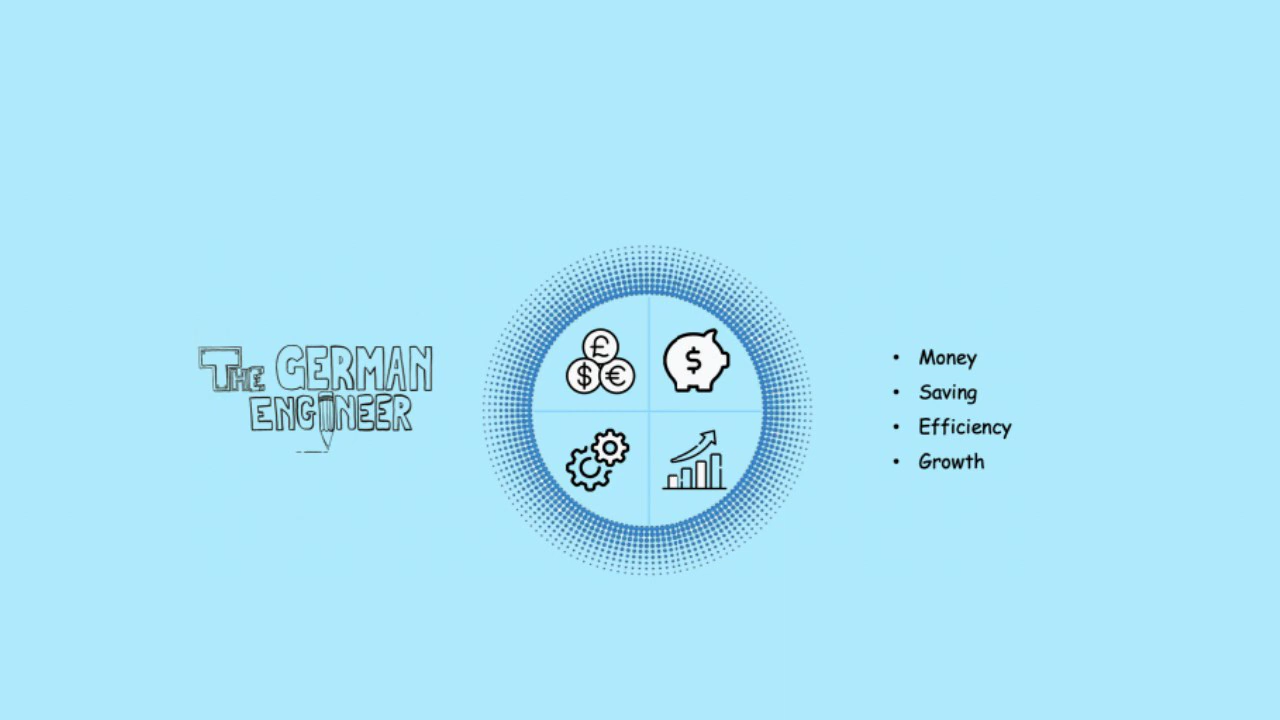 The GERMAN
ENGINEER
£
$ €
$
• Money
• Saving
• Efficiency
• Growth